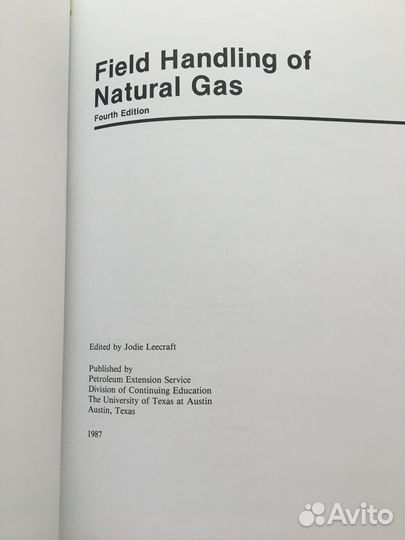 Field Handling of
Natural Gas
Fourth Edition
Edited by Jodie Leecraft
Published by
Petroleum Extension Service
Division of Continuing Education
The University of Texas at Austin
Austin, Texas
1987
Avito